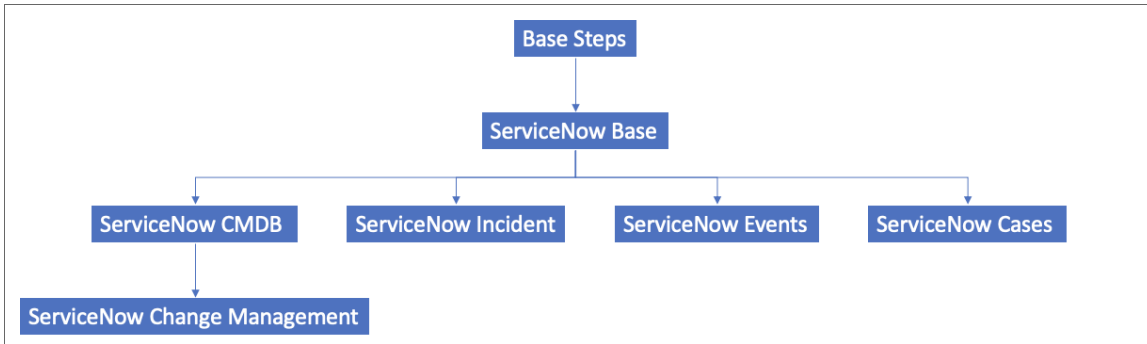 Base Steps
ServiceNow Base
ServiceNow CMDB
ServiceNow Incident
ServiceNow Events
ServiceNow Cases
ServiceNow Change Management